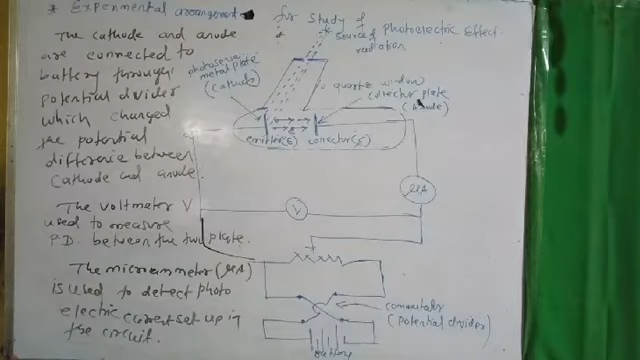 * Experimental arrangement for study of Photoelectric Effect.
The cathode and anode
are connected to
battery through
potential divider
which changed
the potential
difference between
Cathode and anode.
The voltmeter V
used to measure
P.D. between the two plate.
The microammeter (μA)
is used to detect photo
electric current set up in
the circuit.
* Source of
radiation
photosensitive
metal plate
(Cathode)
quartz window
collector plate
(Anode)
emitter(E) collector(E)
μA
V
commutator
(Potential divider)
Battery